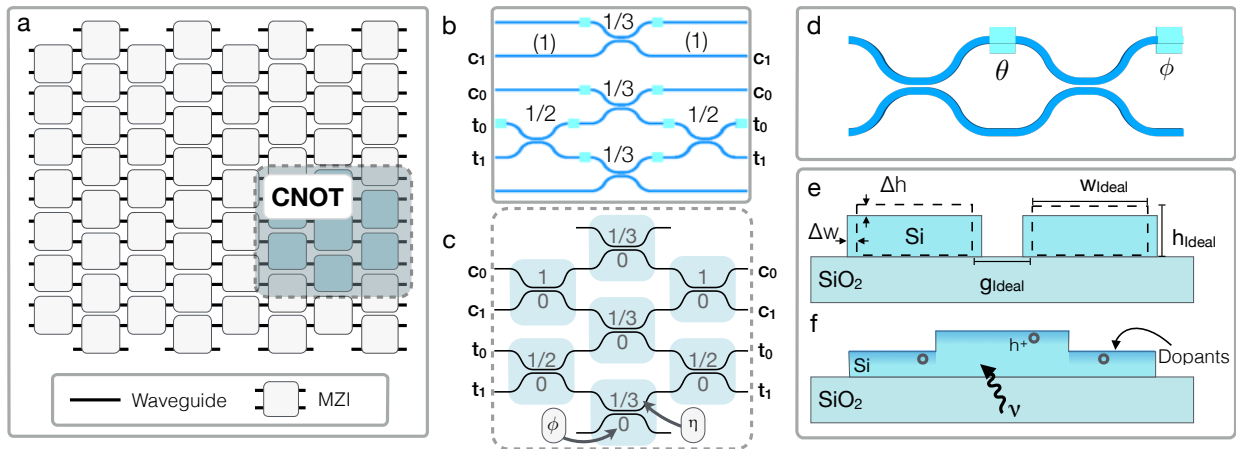 a
CNOT
Waveguide
MZI
b
1/3
(1)
(1)
c₁
c₁
c₀
1/3
c₀
t₀
1/2
1/2
t₀
t₁
1/3
t₁
c
1/3
0
c₀
1
1
c₀
c₁
0
0
c₁
1/3
0
t₀
1/2
1/2
t₀
t₁
0
0
t₁
1/3
0
ϕ
η
d
θ
ϕ
e
Δh
wIdeal
Δw
Si
hIdeal
SiO₂
gIdeal
f
h⁺
Si
Dopants
SiO₂
ν